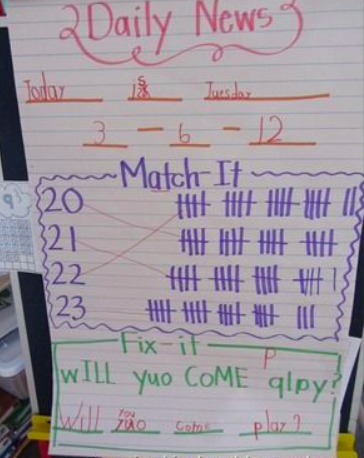 Daily News
Today is Tuesday
3 - 6 - 12
Match-It
20
21
22
23
Fix-it
P
WILL yuo COME qlpy?
you
Will yuo come play?